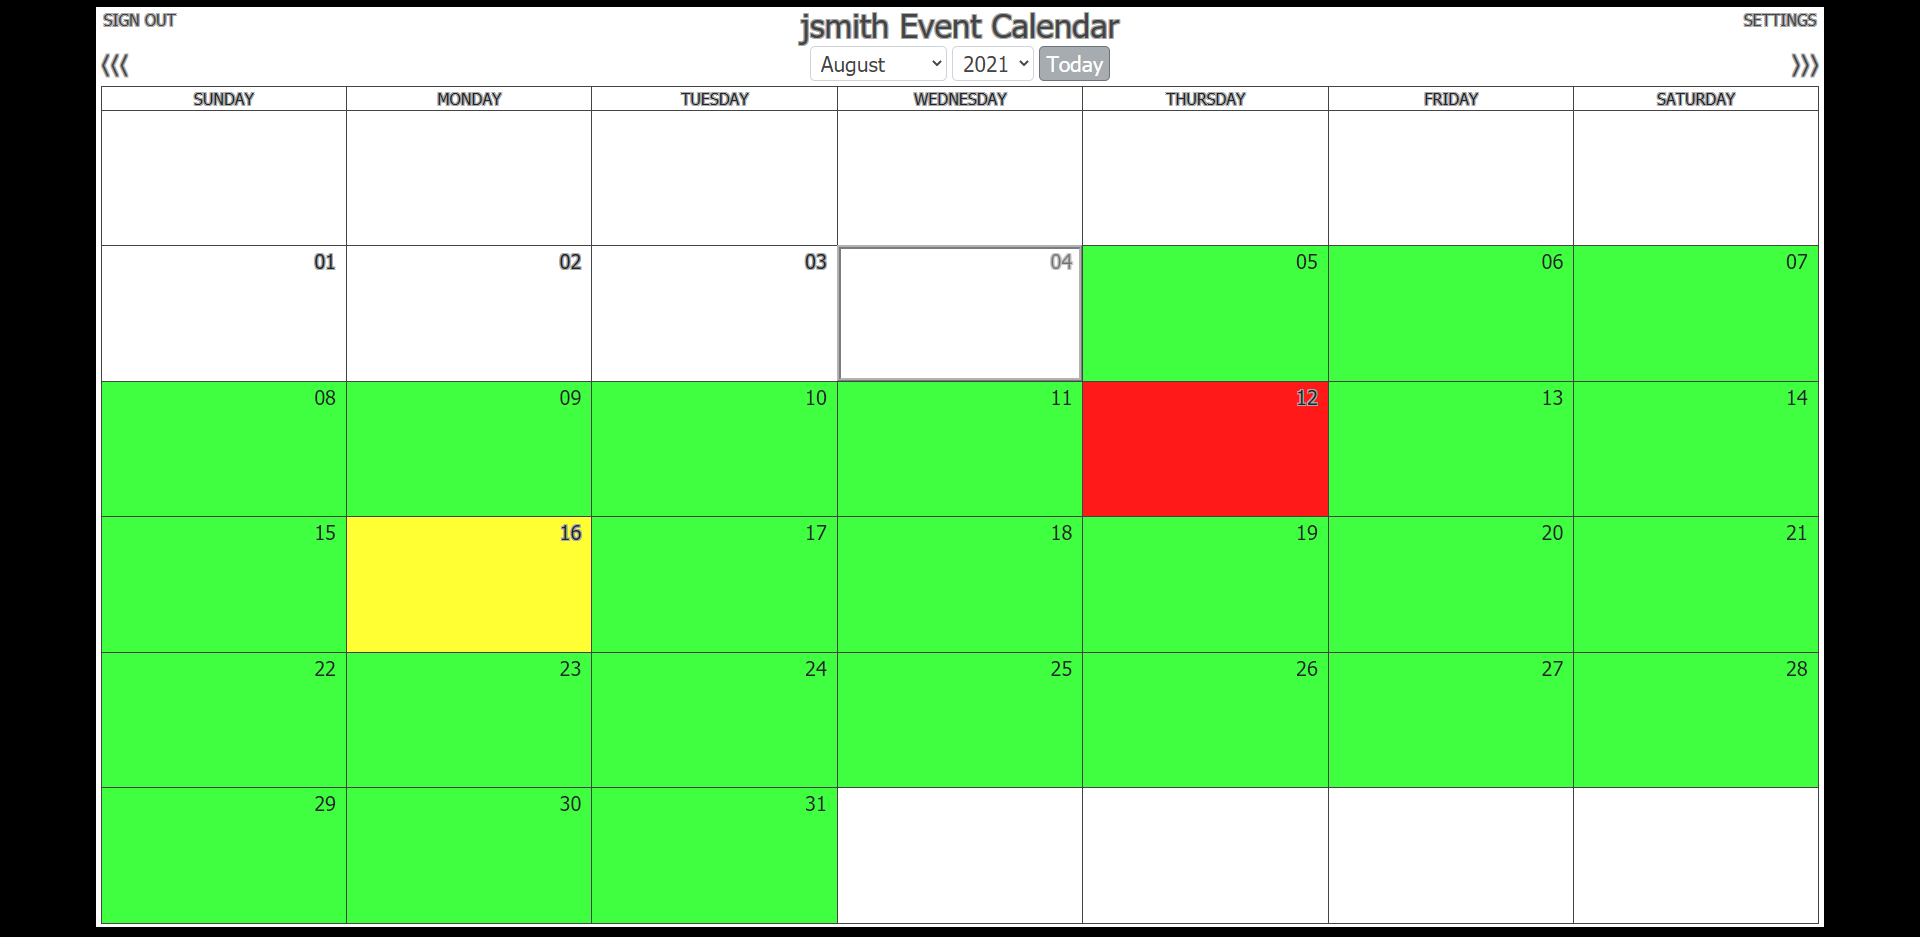 SIGN OUT jsmith Event Calendar SETTINGS
⟨⟨⟨ August 2021 Today ⟩⟩⟩
SUNDAY MONDAY TUESDAY WEDNESDAY THURSDAY FRIDAY SATURDAY
01 02 03 04 05 06 07
08 09 10 11 12 13 14
15 16 17 18 19 20 21
22 23 24 25 26 27 28
29 30 31